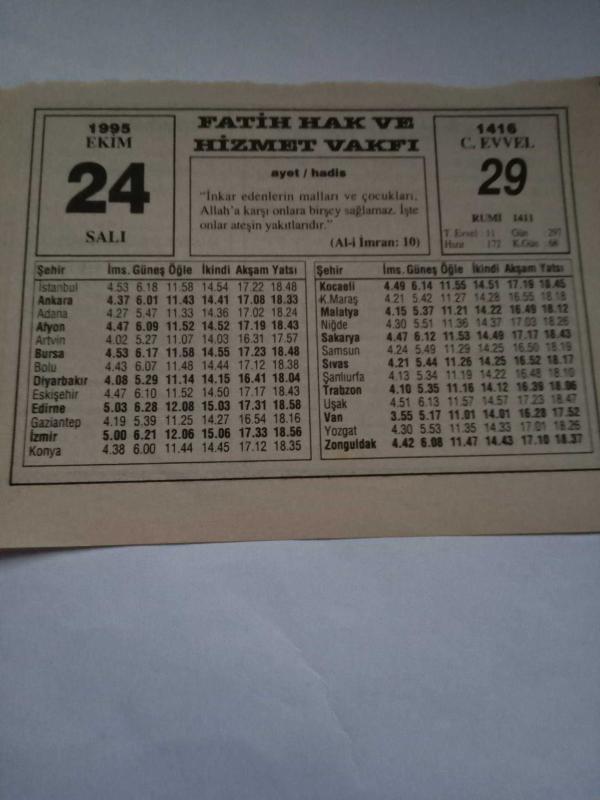 1995
EKİM
24
SALI
FATİH HAK VE
HİZMET VAKFI
ayet / hadis
"İnkar edenlerin malları ve çocukları,
Allah'a karşı onlara birşey sağlamaz. İşte
onlar ateşin yakıtlarıdır."
(Al-i İmran: 10)
1416
C. EVVEL
29
RUMİ 1411
T. Evvel : 11 Gün : 297
Hızır : 172 K.Gün : 68
Şehir İms. Güneş Öğle İkindi Akşam Yatsı
İstanbul 4.53 6.18 11.58 14.54 17.22 18.48
Ankara 4.37 6.01 11.43 14.41 17.08 18.33
Adana 4.27 5.47 11.33 14.36 17.02 18.24
Afyon 4.47 6.09 11.52 14.52 17.19 18.43
Artvin 4.02 5.27 11.07 14.03 16.31 17.57
Bursa 4.53 6.17 11.58 14.55 17.23 18.48
Bolu 4.43 6.07 11.48 14.44 17.12 18.38
Diyarbakır 4.08 5.29 11.14 14.15 16.41 18.04
Eskişehir 4.47 6.10 11.52 14.50 17.17 18.43
Edirne 5.03 6.28 12.08 15.03 17.31 18.58
Gaziantep 4.19 5.39 11.25 14.27 16.54 18.16
İzmir 5.00 6.21 12.06 15.06 17.33 18.56
Konya 4.38 6.00 11.44 14.45 17.12 18.35
Şehir İms. Güneş Öğle İkindi Akşam Yatsı
Kocaeli 4.49 6.14 11.55 14.51 17.19 18.45
K.Maraş 4.21 5.42 11.27 14.28 16.55 18.18
Malatya 4.15 5.37 11.21 14.22 16.49 18.12
Niğde 4.30 5.51 11.36 14.37 17.03 18.26
Sakarya 4.47 6.12 11.53 14.49 17.17 18.43
Samsun 4.24 5.49 11.29 14.25 16.50 18.19
Sıvas 4.21 5.44 11.26 14.25 16.52 18.17
Şanlıurfa 4.13 5.34 11.19 14.22 16.48 18.10
Trabzon 4.10 5.35 11.16 14.12 16.39 18.06
Uşak 4.51 6.13 11.57 14.57 17.23 18.47
Van 3.55 5.17 11.01 14.01 16.28 17.52
Yozgat 4.30 5.53 11.35 14.33 17.01 18.26
Zonguldak 4.42 6.08 11.47 14.43 17.10 18.37